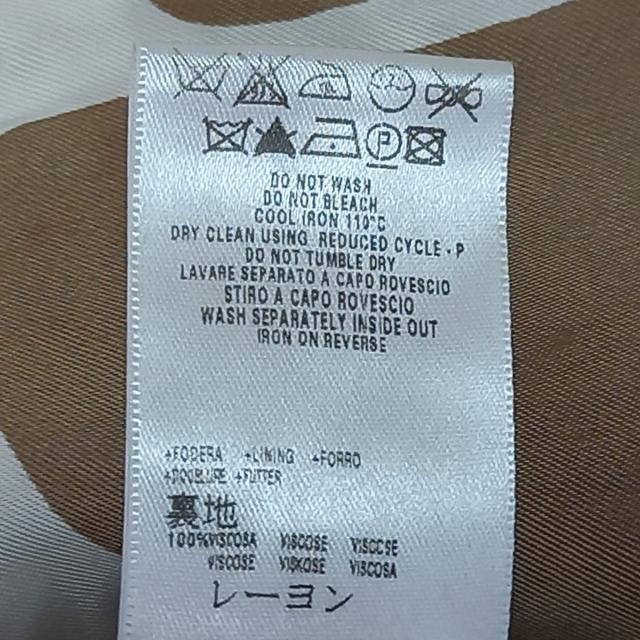 DO NOT WASH
DO NOT BLEACH
COOL IRON 110°C
DRY CLEAN USING REDUCED CYCLE - P
DO NOT TUMBLE DRY
LAVARE SEPARATO A CAPO ROVESCIO
STIRO A CAPO ROVESCIO
WASH SEPARATELY INSIDE OUT
IRON ON REVERSE
+FODERA +LINING +FORRO
+DOUBLURE +FUTTER
裏地
100%VISCOSA VISCOSE VISCOSE
VISCOSE VISKOSE VISCOSA
レーヨン